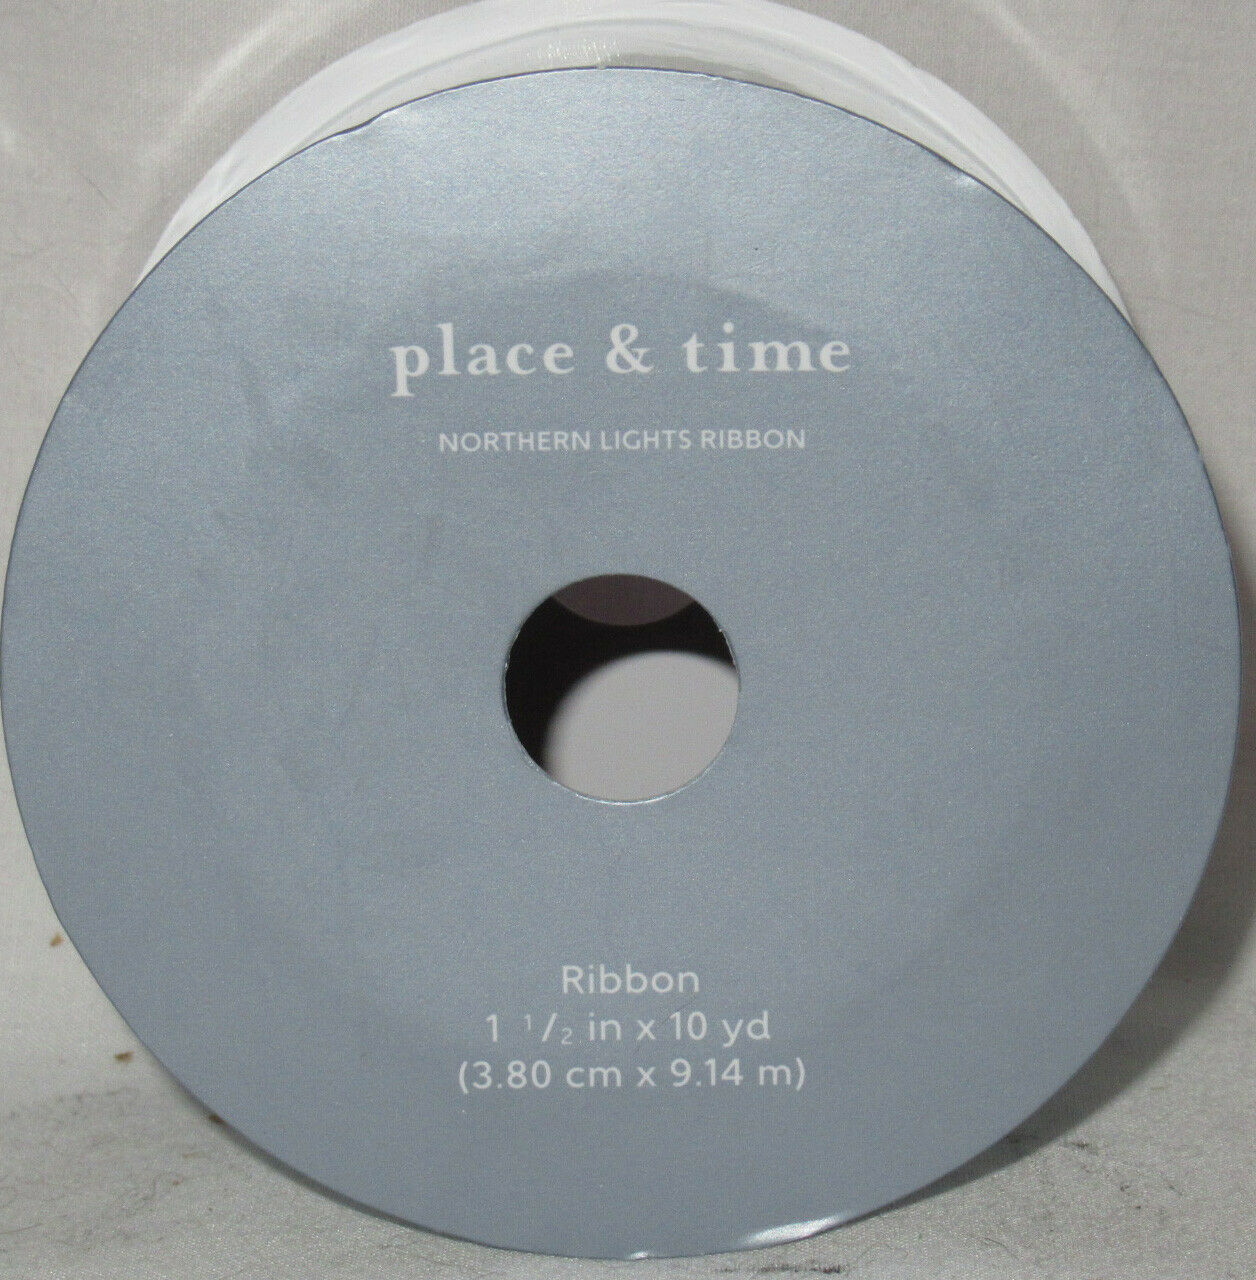 place & time
NORTHERN LIGHTS RIBBON
Ribbon
1 1/2 in x 10 yd
(3.80 cm x 9.14 m)